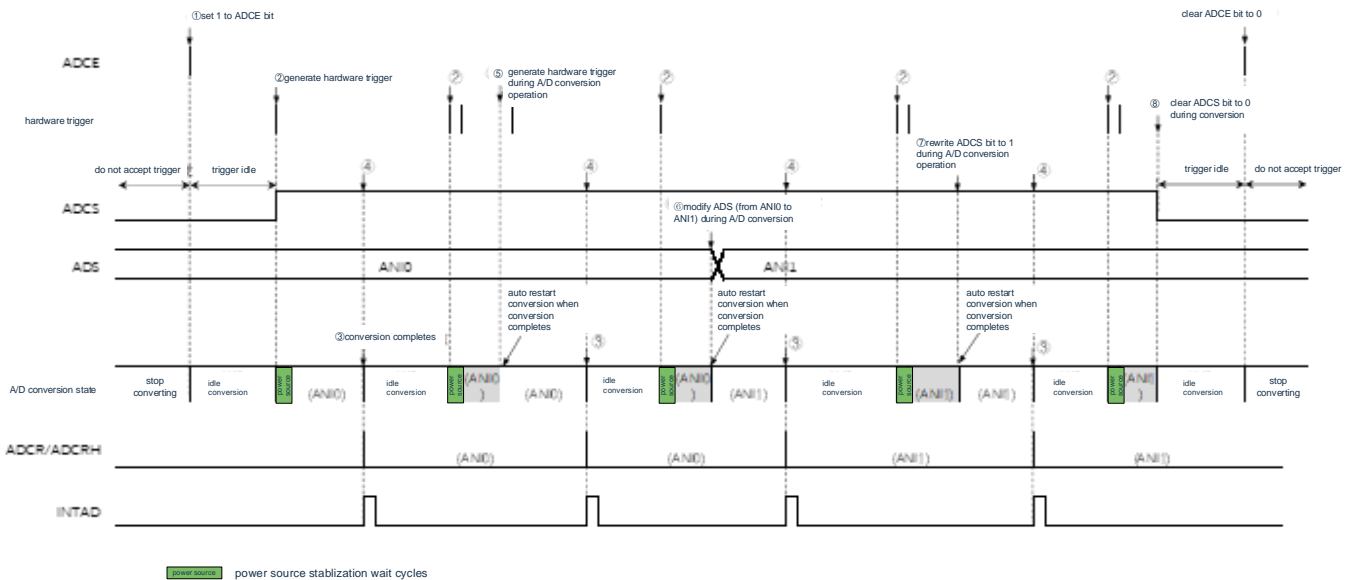 ①set 1 to ADCE bit
clear ADCE bit to 0
ADCE
②generate hardware trigger
②
⑤ generate hardware trigger
during A/D conversion
operation
②
②
②
⑧ clear ADCS bit to 0
during conversion
hardware trigger
⑦rewrite ADCS bit to 1
during A/D conversion
operation
do not accept trigger
trigger idle
④
④
④
④
trigger idle
do not accept trigger
ADCS
⑥modify ADS (from ANI0 to
ANI1) during A/D conversion
ADS
ANI0
ANI1
auto restart
conversion when
conversion
completes
auto restart
conversion when
conversion
completes
auto restart
conversion when
conversion
completes
③conversion completes
③
③
③
A/D conversion state
stop
converting
idle
conversion
power
source
(ANI0)
idle
conversion
power
source
(ANI0
)
(ANI0)
idle
conversion
power
source
(ANI0
)
(ANI1)
idle
conversion
power
source
(ANI1)
(ANI1)
idle
conversion
power
source
(ANI1
)
idle
conversion
stop
converting
ADCR/ADCRH
(ANI0)
(ANI0)
(ANI1)
(ANI1)
INTAD
power source
power source stablization wait cycles